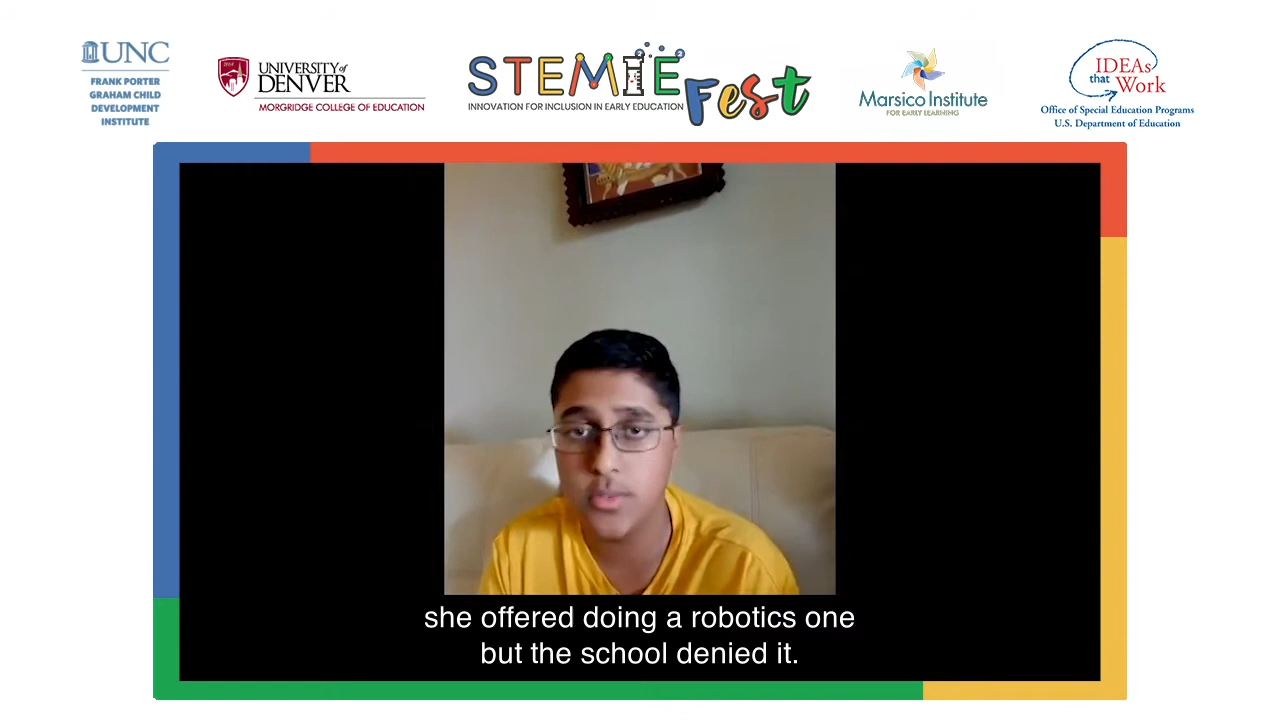 UNC
FRANK PORTER
GRAHAM CHILD
DEVELOPMENT
INSTITUTE
UNIVERSITY of
DENVER
MORGRIDGE COLLEGE OF EDUCATION
STEMIE
Fest
INNOVATION FOR INCLUSION IN EARLY EDUCATION
Marsico Institute
FOR EARLY LEARNING
IDEAs
that
Work
Office of Special Education Programs
U.S. Department of Education
she offered doing a robotics one
but the school denied it.